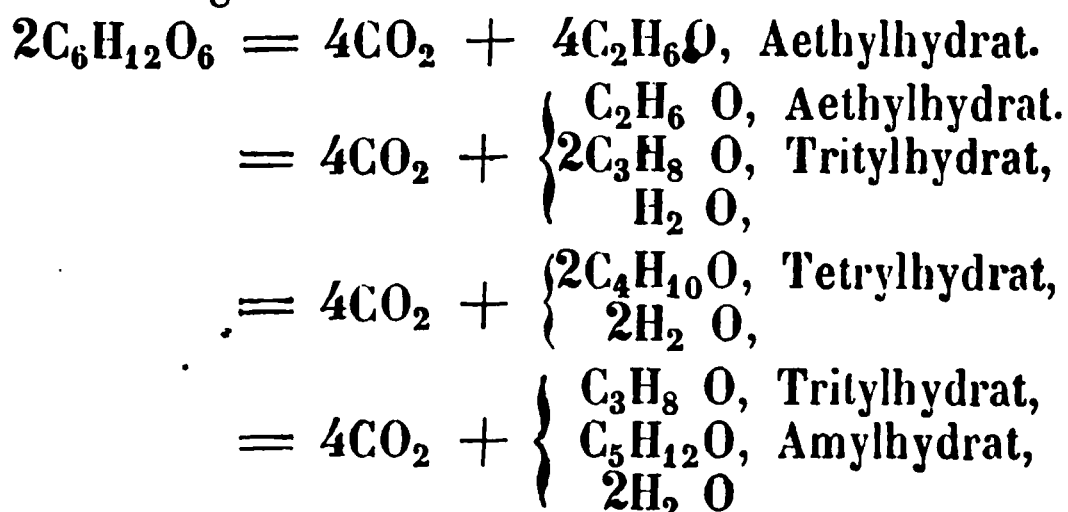 2C₆H₁₂O₆ = 4CO₂ + 4C₂H₆O, Aethylhydrat.
C₂H₆ O, Aethylhydrat.
= 4CO₂ + { 2C₃H₈ O, Tritylhydrat,
H₂ O,
= 4CO₂ + { 2C₄H₁₀O, Tetrylhydrat,
2H₂ O,
C₃H₈ O, Tritylhydrat,
= 4CO₂ + { C₅H₁₂O, Amylhydrat,
2H₂ O